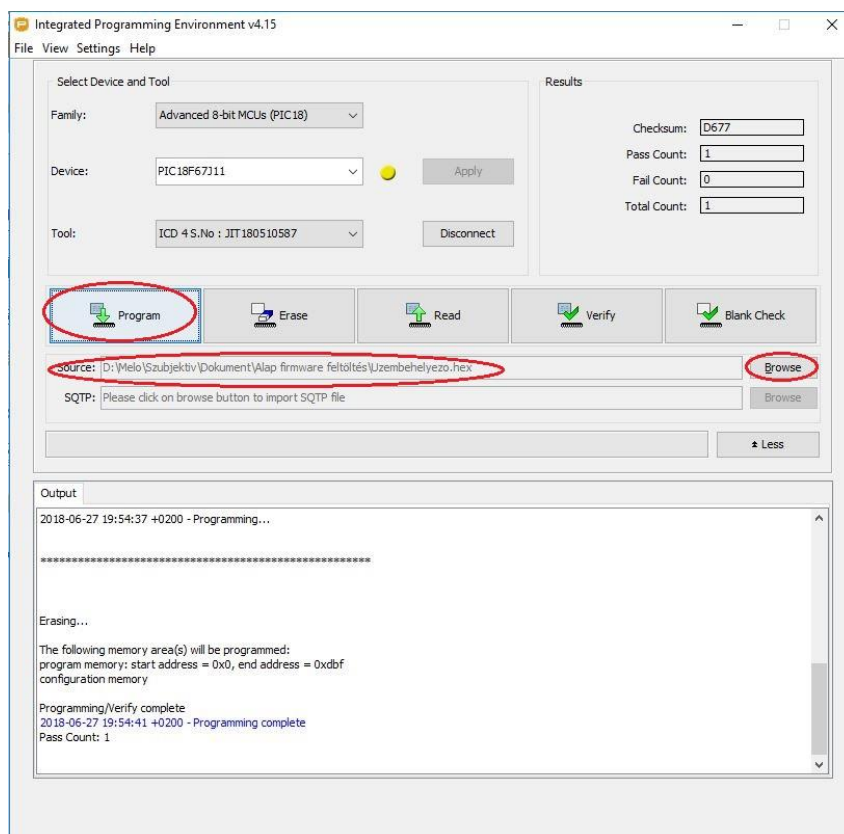 Integrated Programming Environment v4.15
File View Settings Help
Select Device and Tool
Results
Family: Advanced 8-bit MCUs (PIC18)
Checksum: D677
Pass Count: 1
Device: PIC18F67J11 Apply
Fail Count: 0
Total Count: 1
Tool: ICD 4 S.No : JIT180510587 Disconnect
Program Erase Read Verify Blank Check
Source: D:\Melo\Szubjektiv\Dokument\Alap firmware feltöltés\Uzembehelyezo.hex Browse
SQTP: Please click on browse button to import SQTP file Browse
Less
Output
2018-06-27 19:54:37 +0200 - Programming...
*****************************************************
Erasing...
The following memory area(s) will be programmed:
program memory: start address = 0x0, end address = 0xdbf
configuration memory
Programming/Verify complete
2018-06-27 19:54:41 +0200 - Programming complete
Pass Count: 1